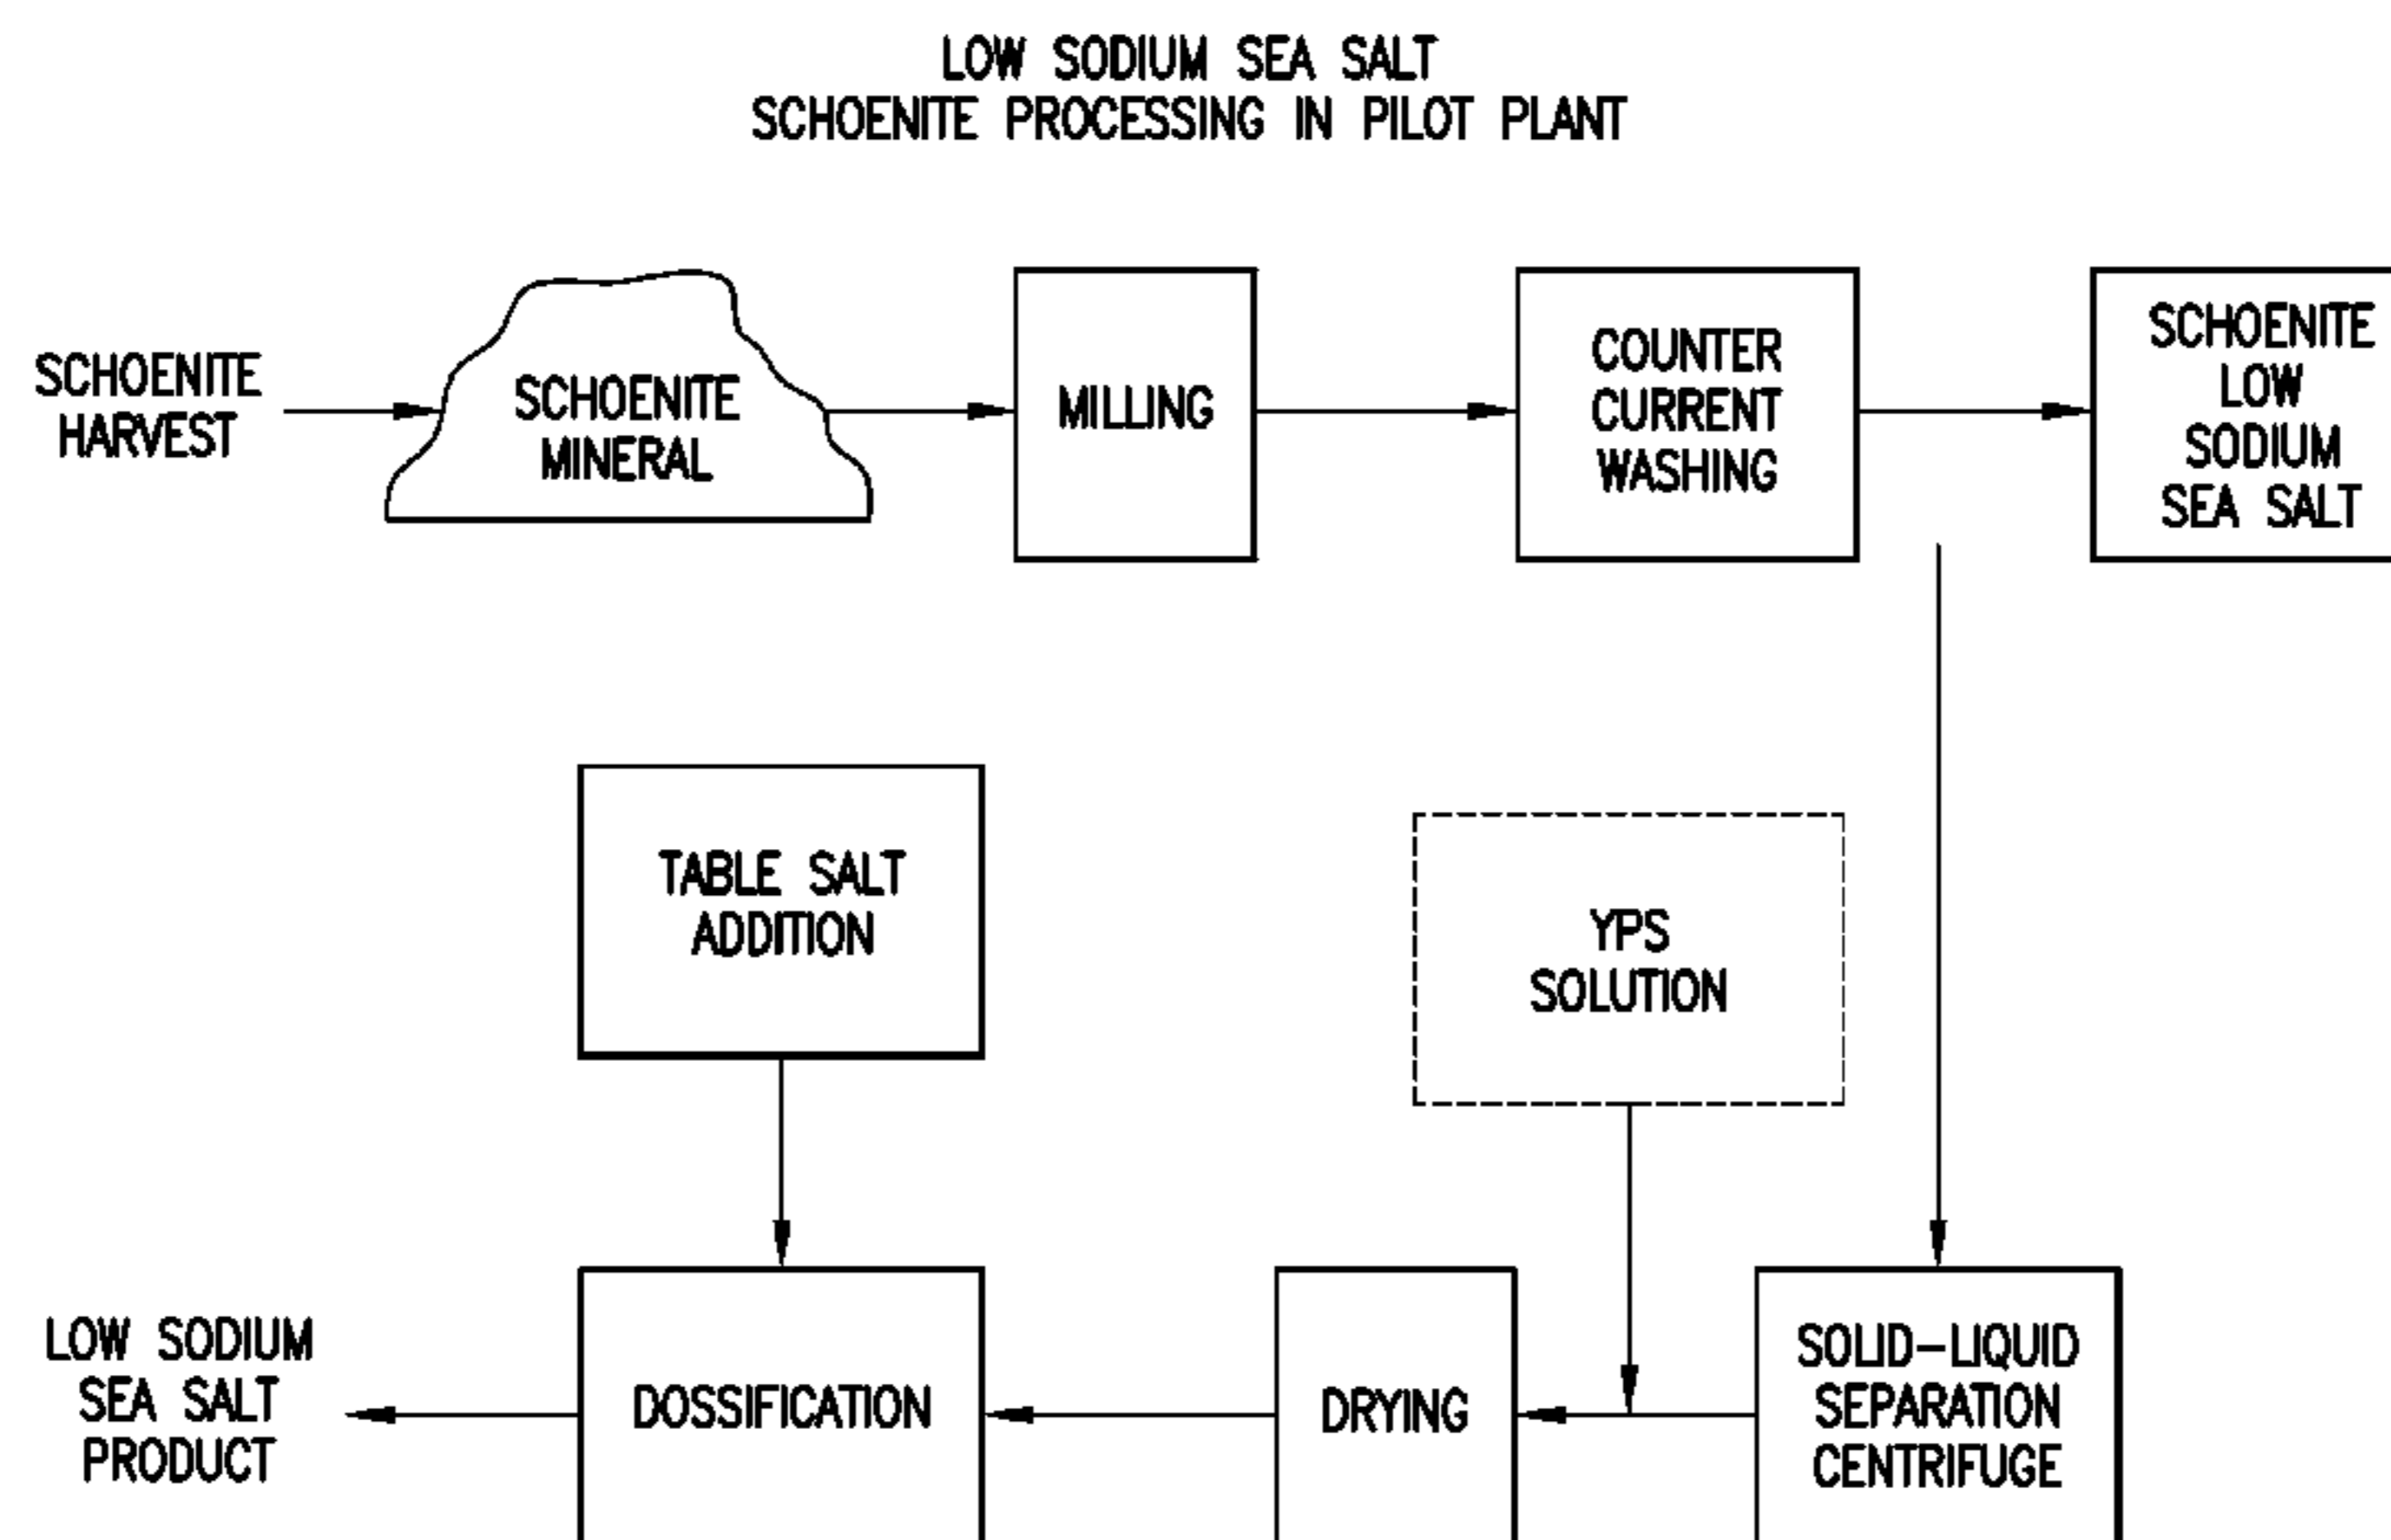 LOW SODIUM SEA SALT
SCHOENITE PROCESSING IN PILOT PLANT
SCHOENITE
HARVEST
SCHOENITE
MINERAL
MILLING
COUNTER
CURRENT
WASHING
SCHOENITE
LOW
SODIUM
SEA SALT
TABLE SALT
ADDITION
YPS
SOLUTION
LOW SODIUM
SEA SALT
PRODUCT
DOSSIFICATION
DRYING
SOLID-LIQUID
SEPARATION
CENTRIFUGE